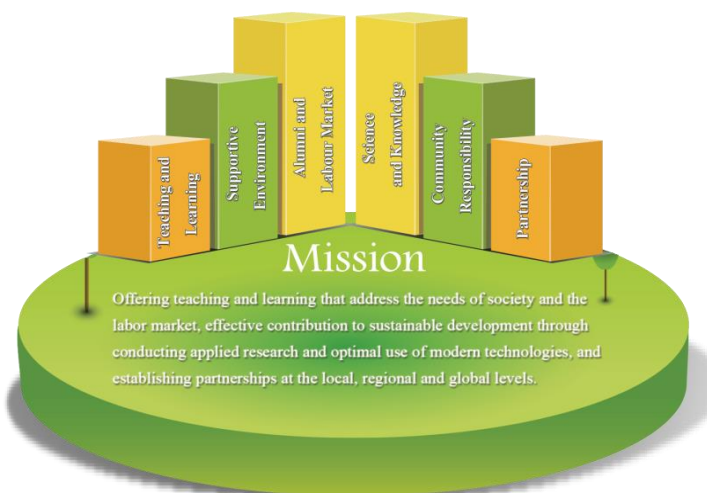 Teaching and
Learning
Supportive
Environment
Alumni and
Labour Market
Science
and Knowledge
Community
Responsibility
Partnership
Mission
Offering teaching and learning that address the needs of society and the
labor market, effective contribution to sustainable development through
conducting applied research and optimal use of modern technologies, and
establishing partnerships at the local, regional and global levels.